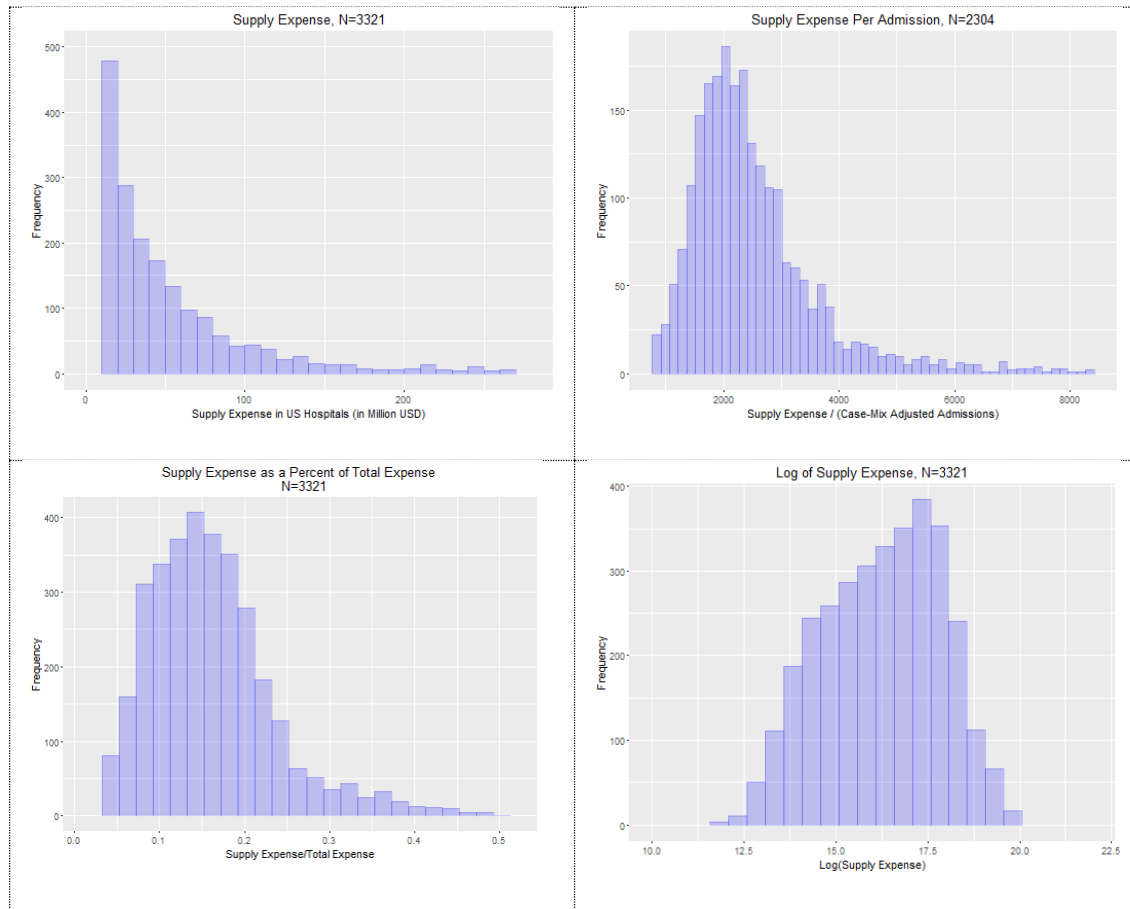 Supply Expense, N=3321
500
400
300
200
100
0
Frequency
0 100 200
Supply Expense in US Hospitals (in Million USD)
Supply Expense Per Admission, N=2304
150
100
50
0
Frequency
2000 4000 6000 8000
Supply Expense / (Case-Mix Adjusted Admissions)
Supply Expense as a Percent of Total Expense
N=3321
400
300
200
100
0
Frequency
0.0 0.1 0.2 0.3 0.4 0.5
Supply Expense/Total Expense
Log of Supply Expense, N=3321
400
300
200
100
0
Frequency
10.0 12.5 15.0 17.5 20.0 22.5
Log(Supply Expense)